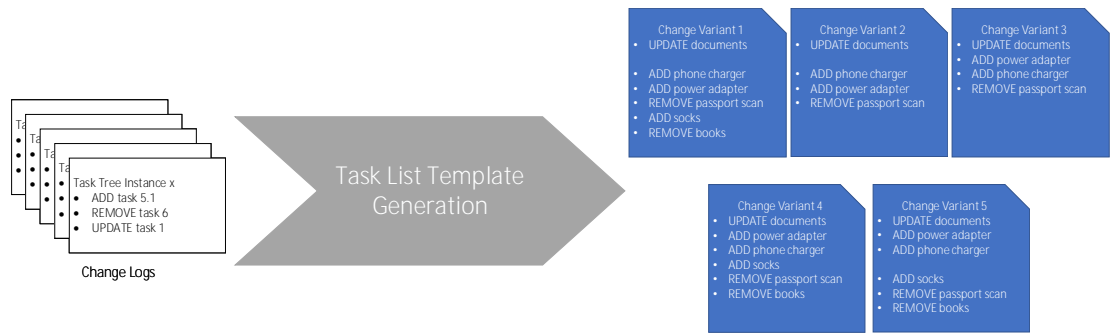 Ta
Ta
Ta
Ta
Task Tree Instance x
• ADD task 5.1
• REMOVE task 6
• UPDATE task 1
Change Logs
Task List Template
Generation
Change Variant 1
• UPDATE documents
• ADD phone charger
• ADD power adapter
• REMOVE passport scan
• ADD socks
• REMOVE books
Change Variant 2
• UPDATE documents
• ADD phone charger
• ADD power adapter
• REMOVE passport scan
Change Variant 3
• UPDATE documents
• ADD power adapter
• ADD phone charger
• REMOVE passport scan
Change Variant 4
• UPDATE documents
• ADD power adapter
• ADD phone charger
• ADD socks
• REMOVE passport scan
• REMOVE books
Change Variant 5
• UPDATE documents
• ADD power adapter
• ADD phone charger
• ADD socks
• REMOVE passport scan
• REMOVE books